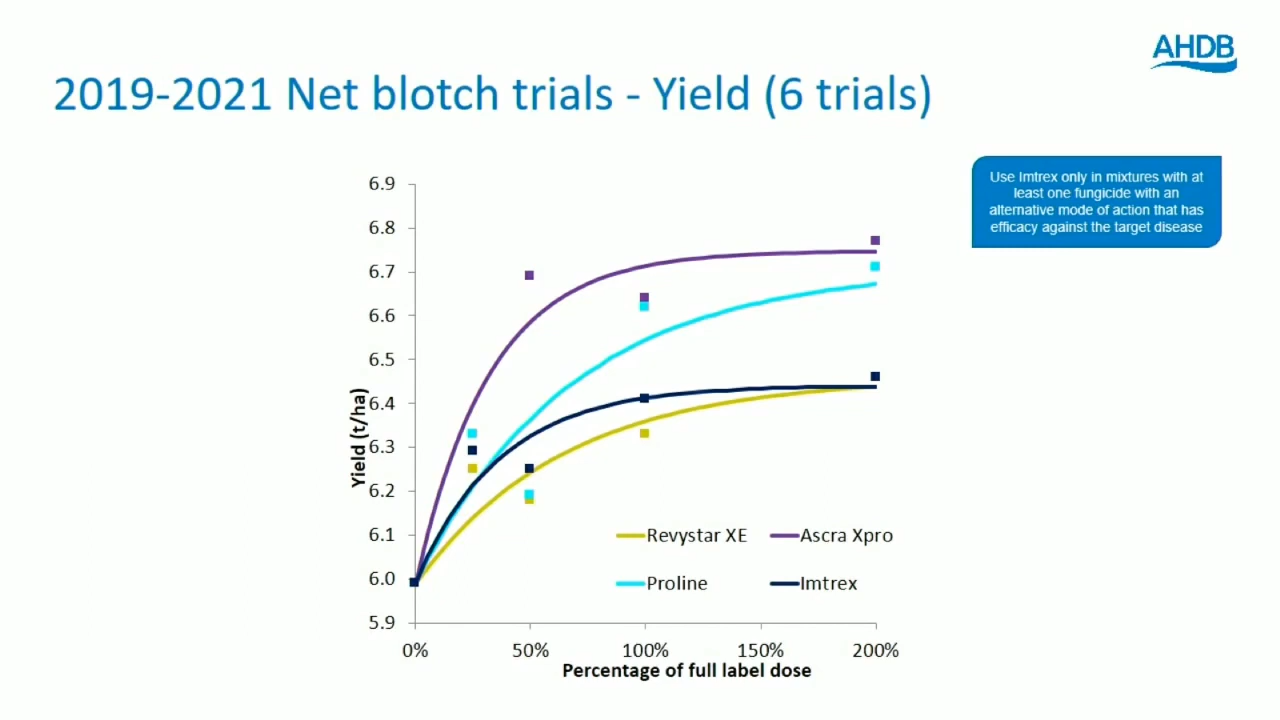 AHDB
2019-2021 Net blotch trials - Yield (6 trials)
Use Imtrex only in mixtures with at
least one fungicide with an
alternative mode of action that has
efficacy against the target disease
6.9
6.8
6.7
6.6
6.5
6.4
6.3
6.2
6.1
6.0
5.9
Yield (t/ha)
Revystar XE
Ascra Xpro
Proline
Imtrex
0%
50%
100%
150%
200%
Percentage of full label dose